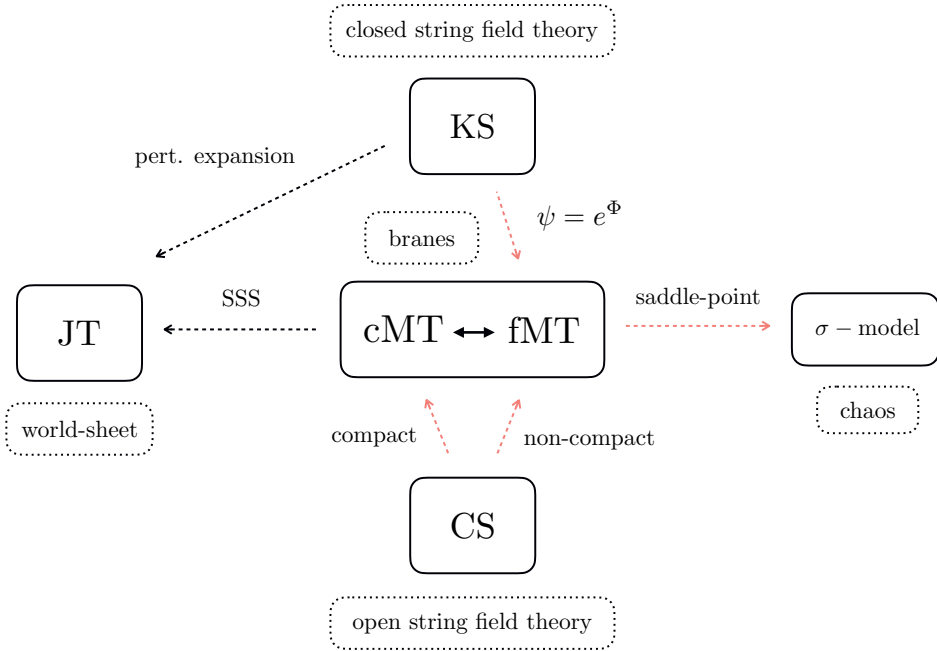 closed string field theory
KS
pert. expansion
ψ = e^Φ
branes
SSS
saddle-point
JT
cMT ↔ fMT
σ − model
world-sheet
chaos
compact
non-compact
CS
open string field theory